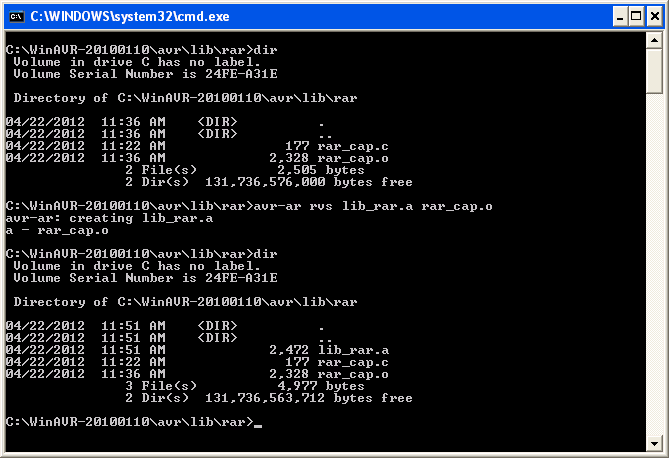 C:\WINDOWS\system32\cmd.exe
C:\WinAVR-20100110\avr\lib\rar>dir
 Volume in drive C has no label.
 Volume Serial Number is 24FE-A31E
 Directory of C:\WinAVR-20100110\avr\lib\rar
04/22/2012  11:36 AM    <DIR>          .
04/22/2012  11:36 AM    <DIR>          ..
04/22/2012  11:22 AM               177 rar_cap.c
04/22/2012  11:36 AM             2,328 rar_cap.o
               2 File(s)          2,505 bytes
               2 Dir(s)  131,736,576,000 bytes free
C:\WinAVR-20100110\avr\lib\rar>avr-ar rvs lib_rar.a rar_cap.o
avr-ar: creating lib_rar.a
a - rar_cap.o
C:\WinAVR-20100110\avr\lib\rar>dir
 Volume in drive C has no label.
 Volume Serial Number is 24FE-A31E
 Directory of C:\WinAVR-20100110\avr\lib\rar
04/22/2012  11:51 AM    <DIR>          .
04/22/2012  11:51 AM    <DIR>          ..
04/22/2012  11:51 AM             2,472 lib_rar.a
04/22/2012  11:22 AM               177 rar_cap.c
04/22/2012  11:36 AM             2,328 rar_cap.o
               3 File(s)          4,977 bytes
               2 Dir(s)  131,736,563,712 bytes free
C:\WinAVR-20100110\avr\lib\rar>_